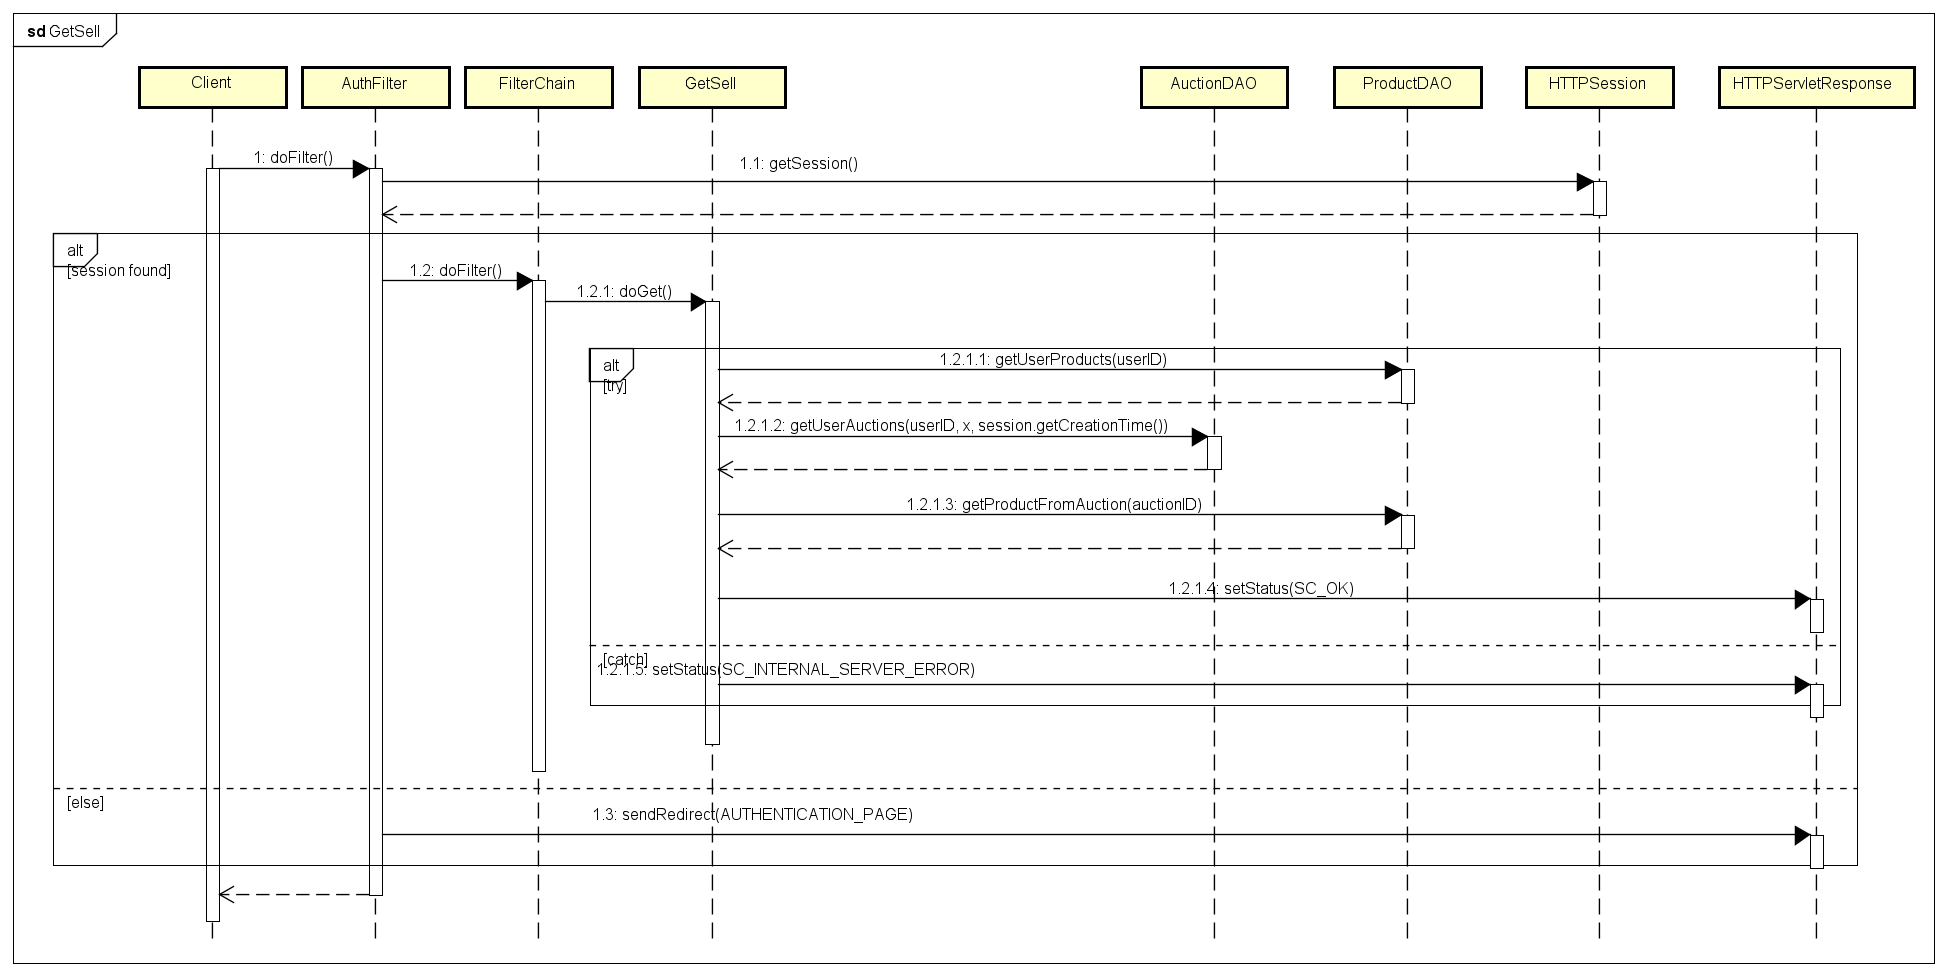 sd GetSell
Client
AuthFilter
FilterChain
GetSell
AuctionDAO
ProductDAO
HTTPSession
HTTPServletResponse
1: doFilter()
1.1: getSession()
alt
[session found]
1.2: doFilter()
1.2.1: doGet()
alt
[try]
1.2.1.1: getUserProducts(userID)
1.2.1.2: getUserAuctions(userID, x, session.getCreationTime())
1.2.1.3: getProductFromAuction(auctionID)
1.2.1.4: setStatus(SC_OK)
[catch]
1.2.1.5: setStatus(SC_INTERNAL_SERVER_ERROR)
[else]
1.3: sendRedirect(AUTHENTICATION_PAGE)